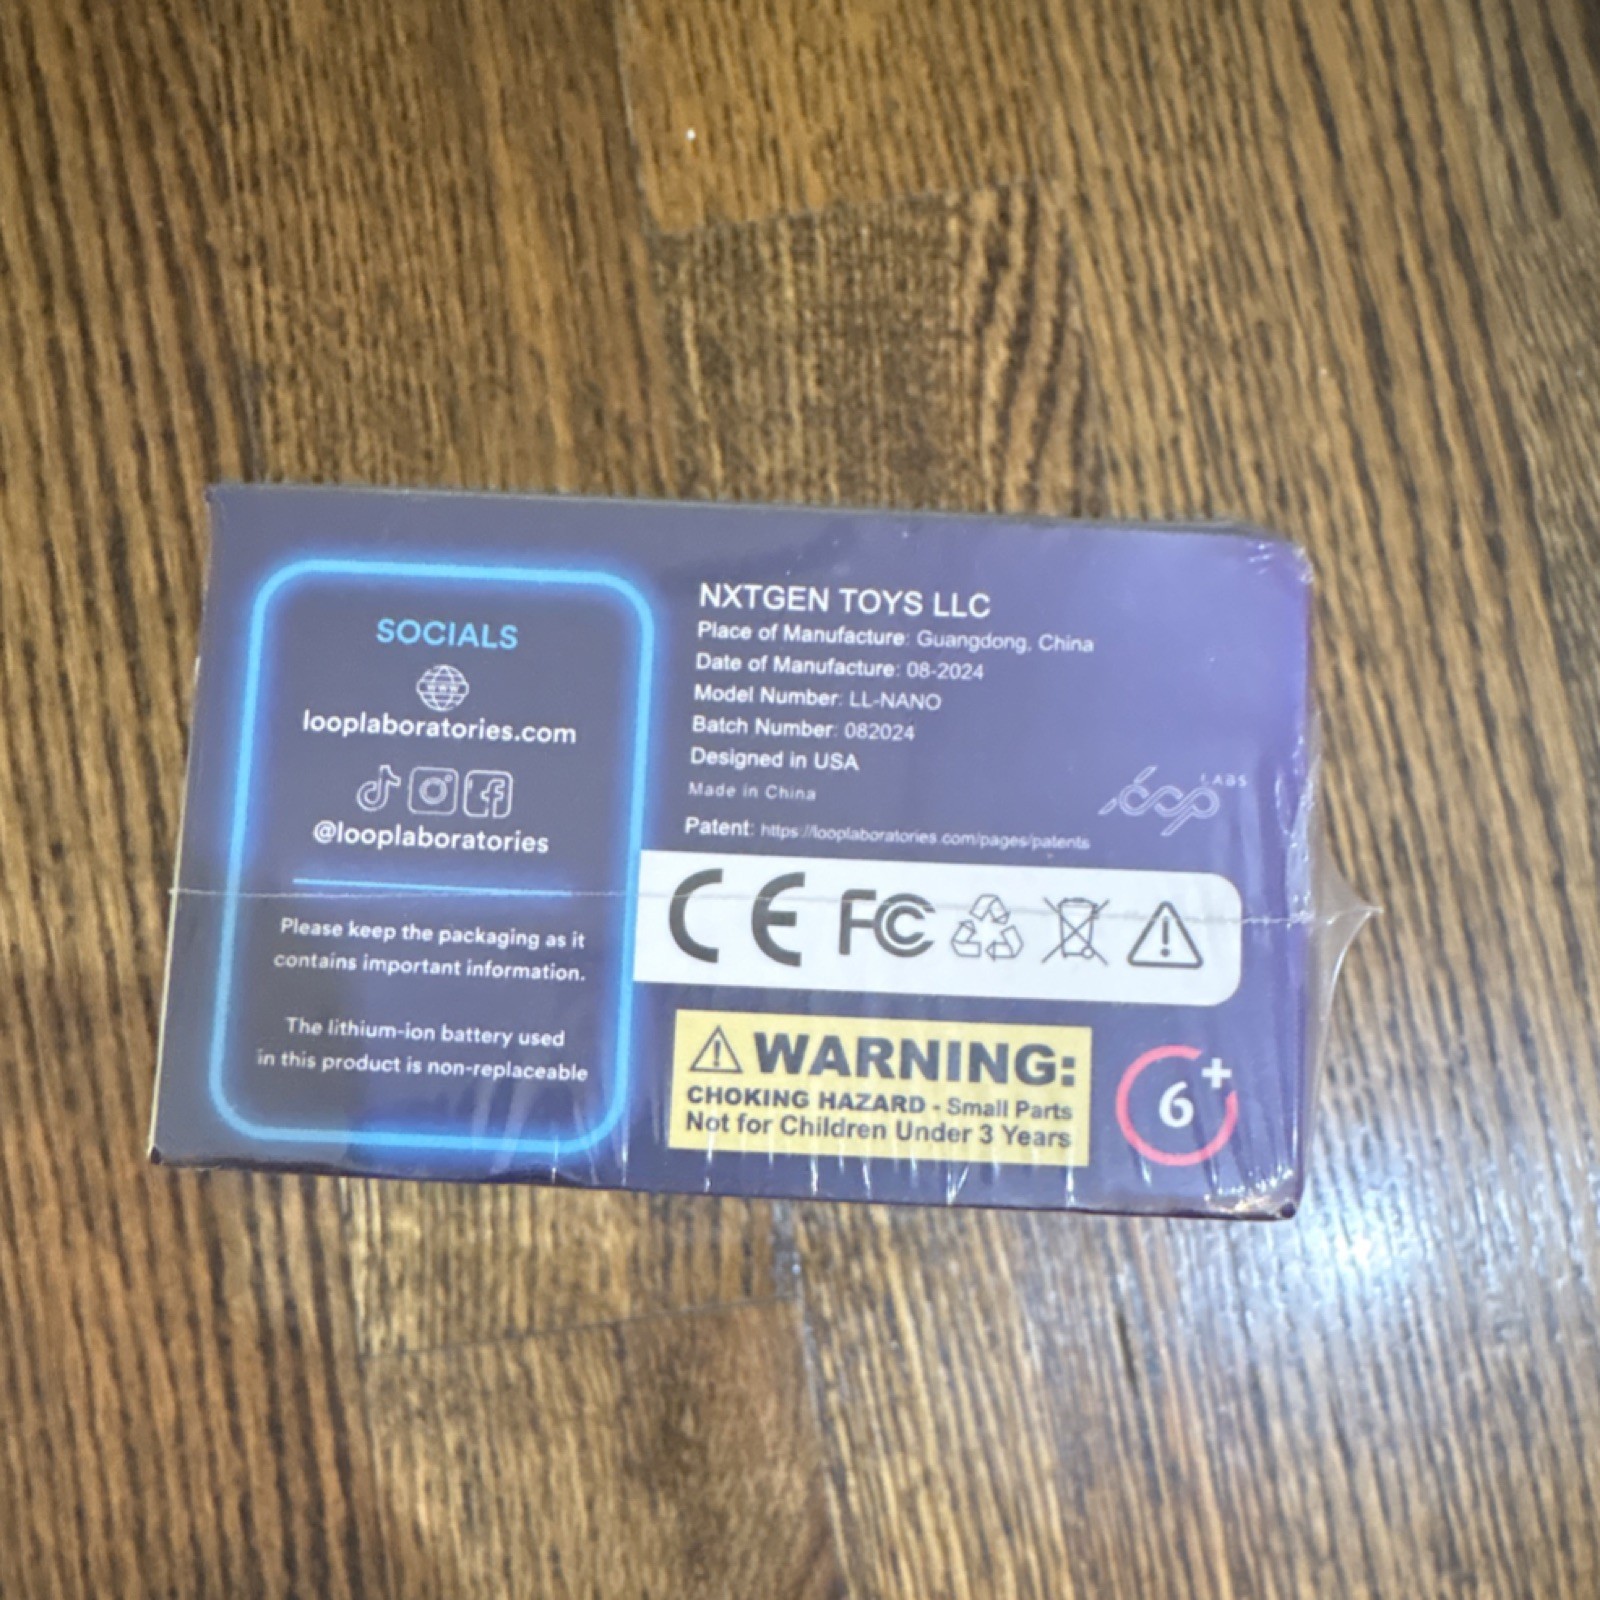 SOCIALS
www
looplaboratories.com
@looplaboratories
Please keep the packaging as it
contains important information.
The lithium-ion battery used
in this product is non-replaceable
NXTGEN TOYS LLC
Place of Manufacture: Guangdong, China
Date of Manufacture: 08-2024
Model Number: LL-NANO
Batch Number: 082024
Designed in USA
Made in China
Patent: https://looplaboratories.com/pages/patents
loop LABS
CE FC
WARNING:
CHOKING HAZARD - Small Parts
Not for Children Under 3 Years
6+